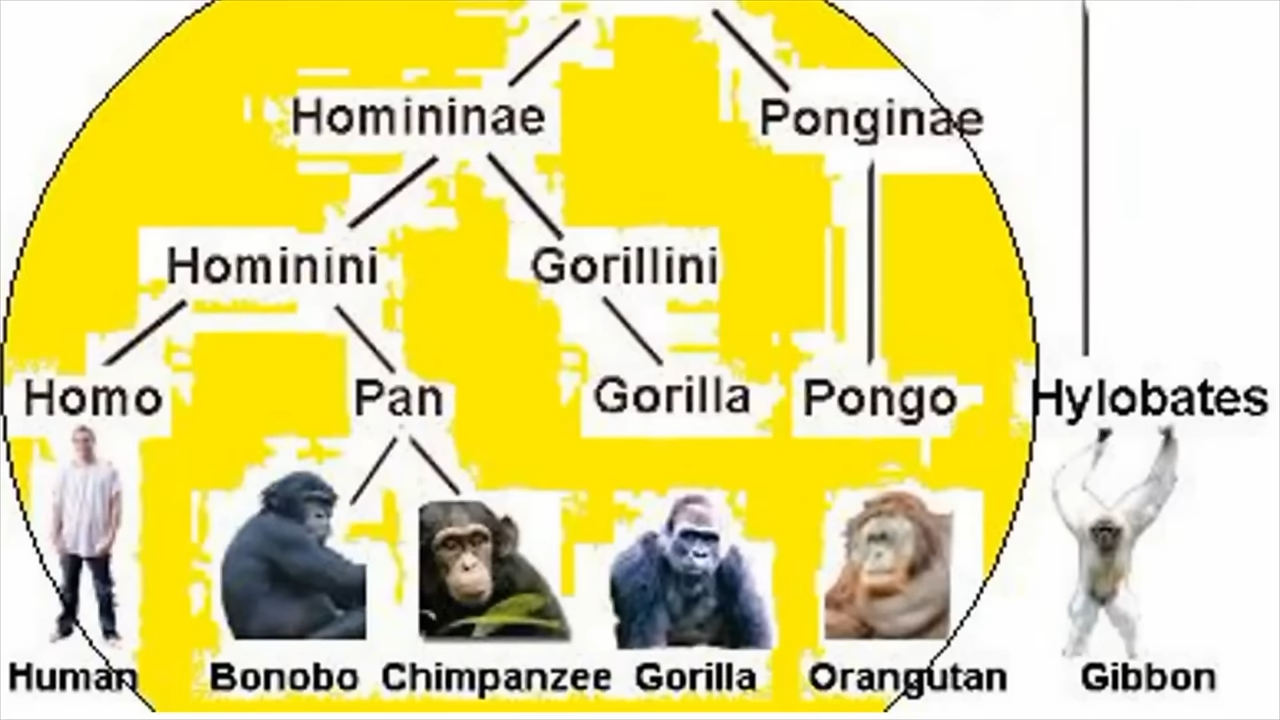 Homininae Ponginae
Hominini Gorillini
Homo Pan Gorilla Pongo Hylobates
Human Bonobo Chimpanzee Gorilla Orangutan Gibbon